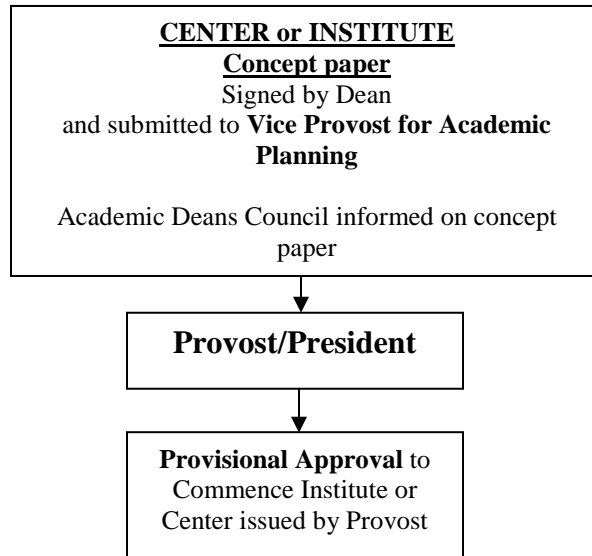 CENTER or INSTITUTE
Concept paper
Signed by Dean
and submitted to Vice Provost for Academic
Planning
Academic Deans Council informed on concept
paper
Provost/President
Provisional Approval to
Commence Institute or
Center issued by Provost